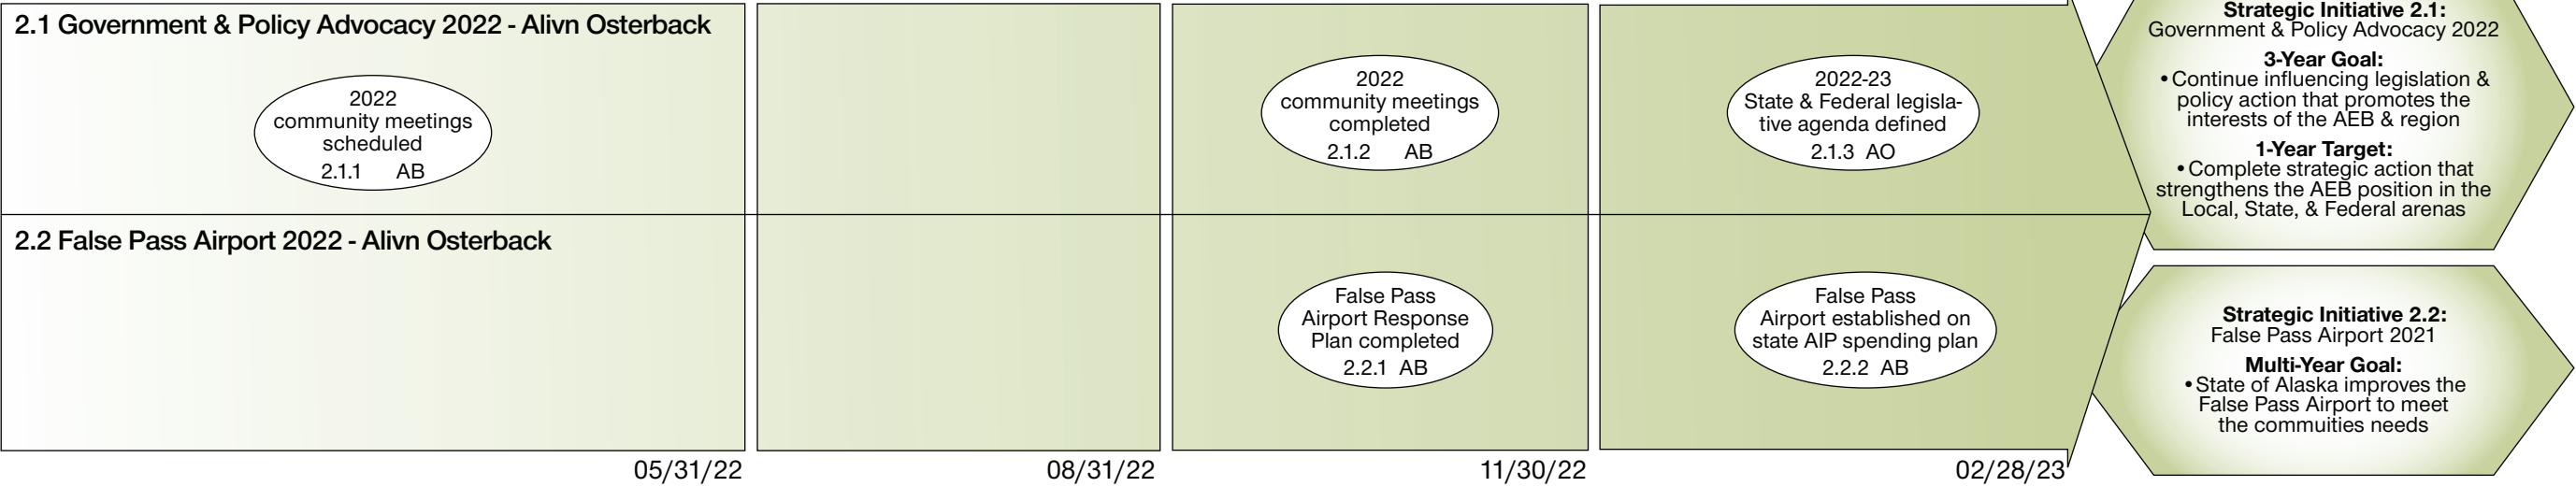 2.1 Government & Policy Advocacy 2022 - Alivn Osterback
2022
community meetings
scheduled
2.1.1 AB
2022
community meetings
completed
2.1.2 AB
2022-23
State & Federal legisla-
tive agenda defined
2.1.3 AO
Strategic Initiative 2.1:
Government & Policy Advocacy 2022
3-Year Goal:
• Continue influencing legislation &
policy action that promotes the
interests of the AEB & region
1-Year Target:
• Complete strategic action that
strengthens the AEB position in the
Local, State, & Federal arenas
2.2 False Pass Airport 2022 - Alivn Osterback
False Pass
Airport Response
Plan completed
2.2.1 AB
False Pass
Airport established on
state AIP spending plan
2.2.2 AB
Strategic Initiative 2.2:
False Pass Airport 2021
Multi-Year Goal:
• State of Alaska improves the
False Pass Airport to meet
the commuities needs
05/31/22
08/31/22
11/30/22
02/28/23